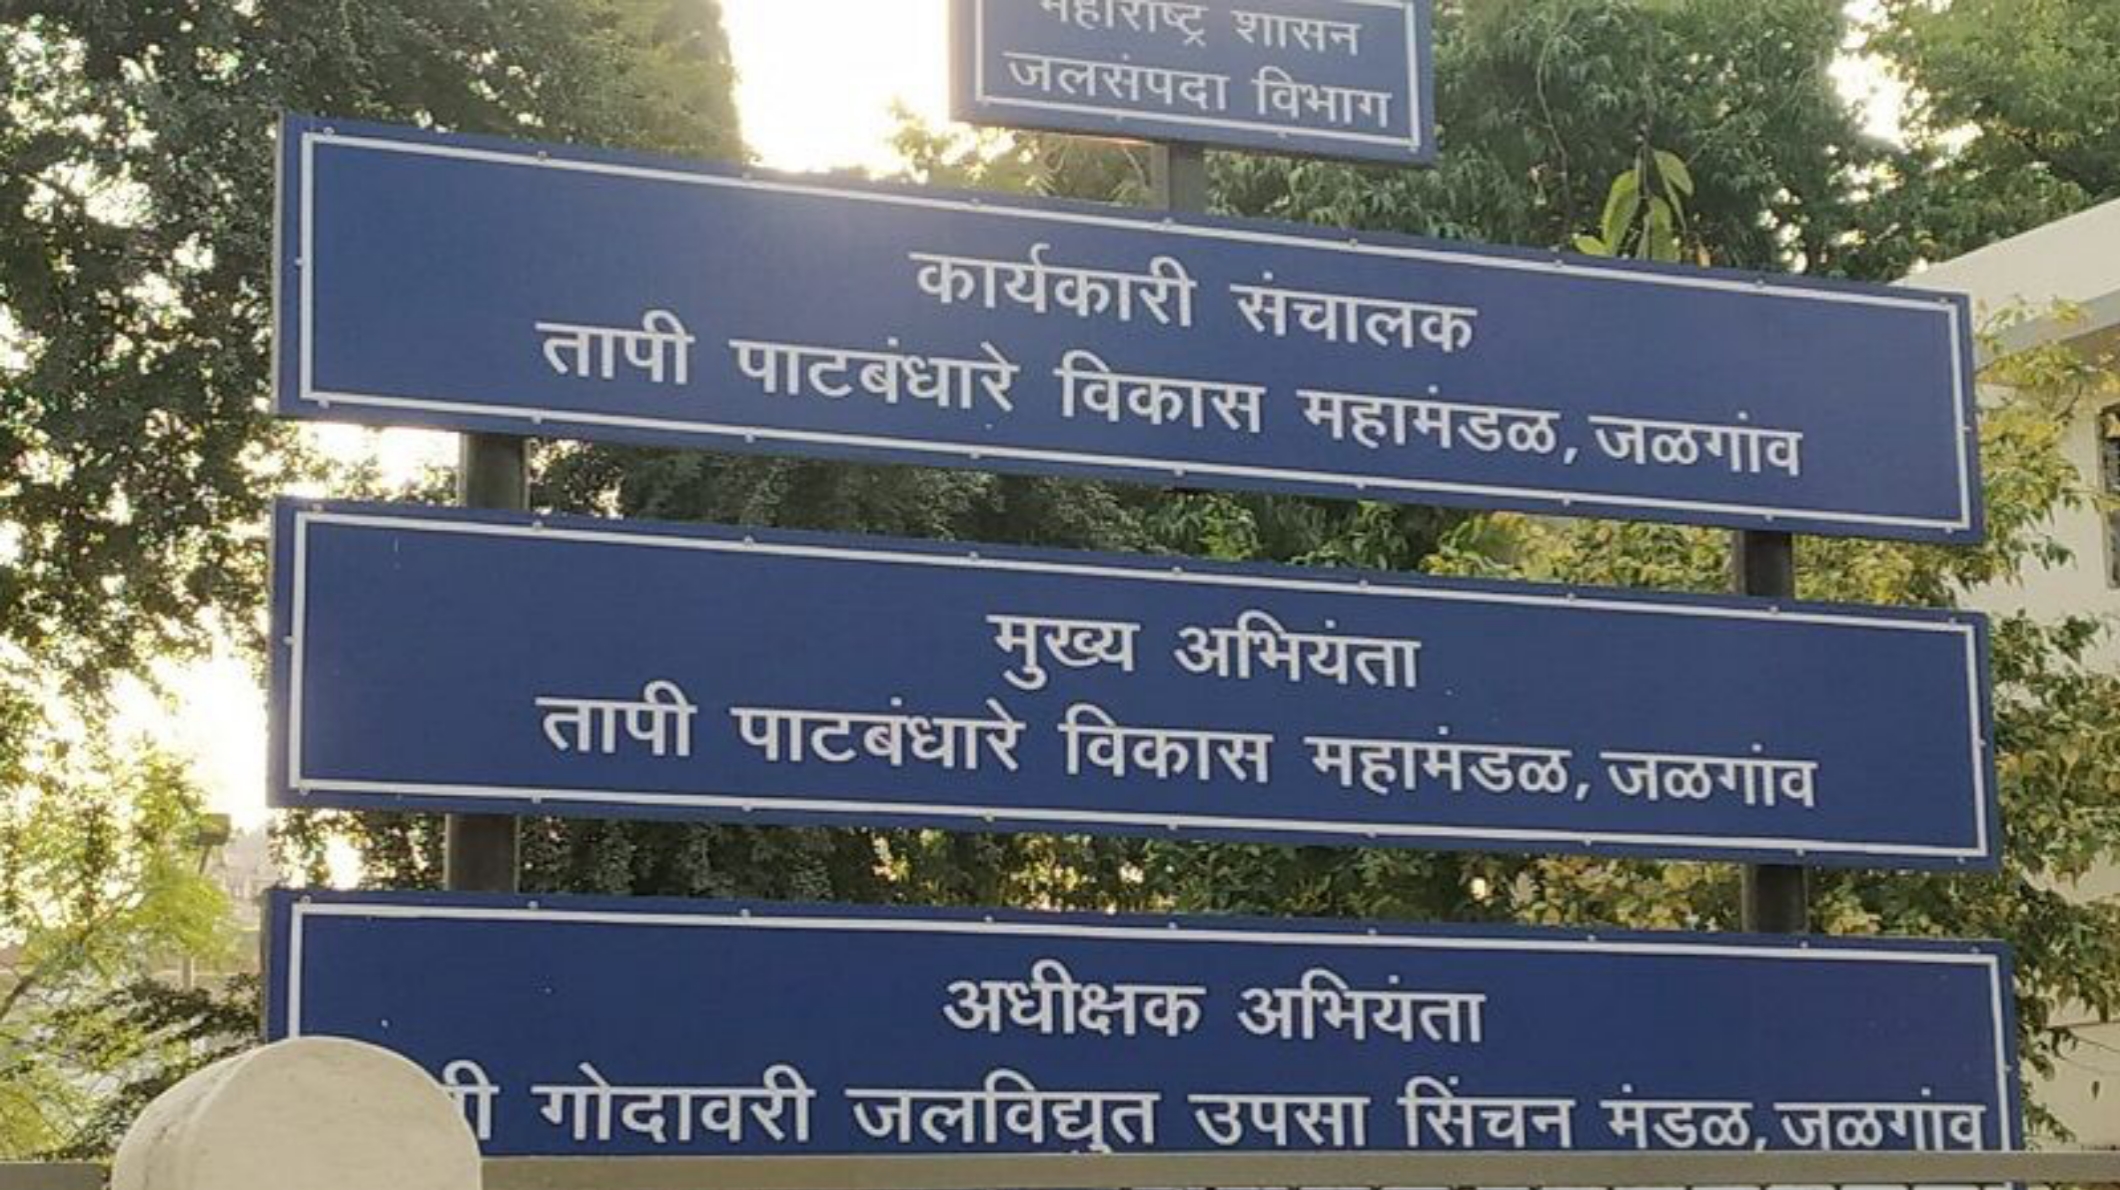 महाराष्ट्र शासन
जलसंपदा विभाग
कार्यकारी संचालक
तापी पाटबंधारे विकास महामंडळ, जळगांव
मुख्य अभियंता
तापी पाटबंधारे विकास महामंडळ, जळगांव
अधीक्षक अभियंता
गोदावरी जलविद्युत उपसा सिंचन मंडळ, जळगांव